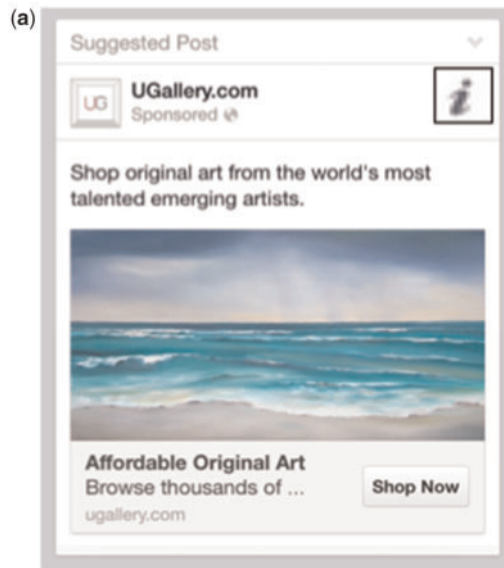 (a)
Suggested Post
UG
UGallery.com
Sponsored
i
Shop original art from the world's most
talented emerging artists.
Affordable Original Art
Browse thousands of ...
Shop Now
ugallery.com